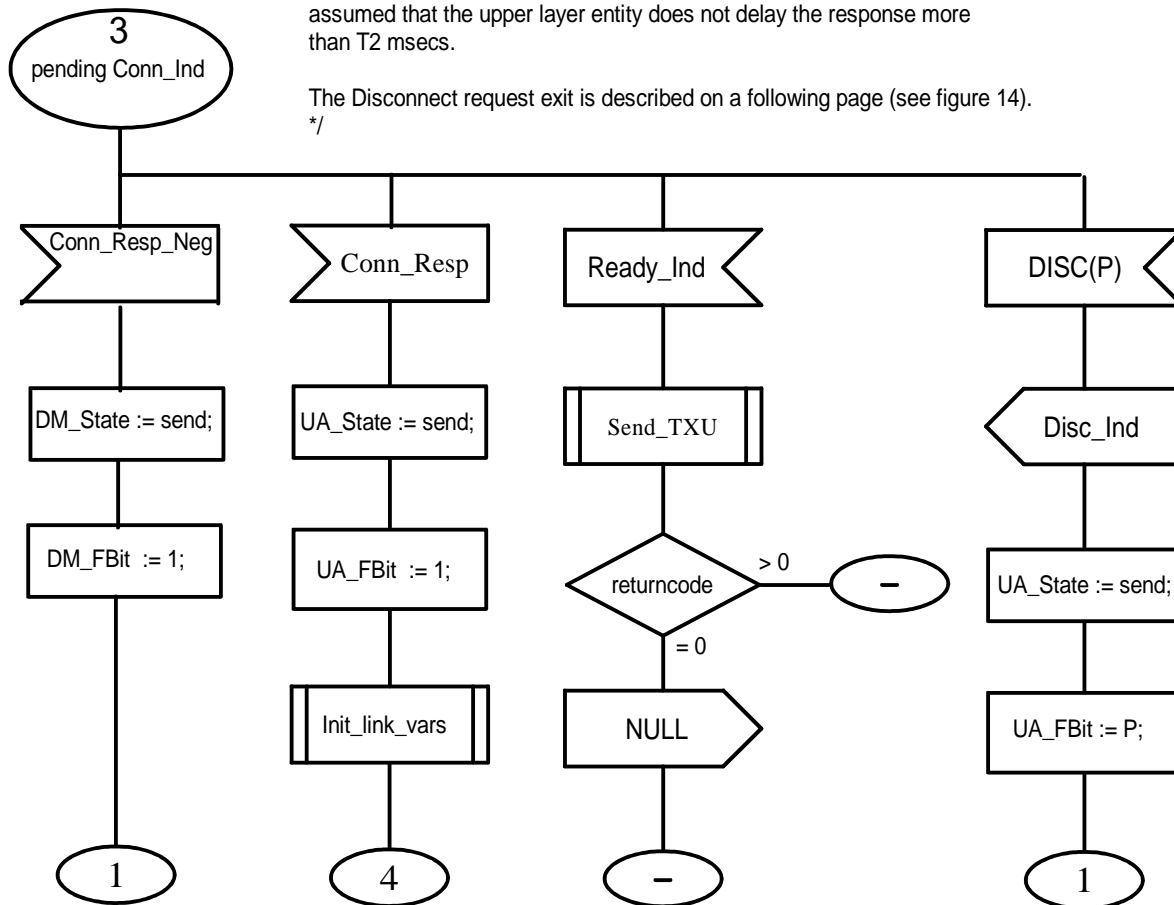 assumed that the upper layer entity does not delay the response more
than T2 msecs.
The Disconnect request exit is described on a following page (see figure 14).
*/
3
pending Conn_Ind
Conn_Resp_Neg
Conn_Resp
Ready_Ind
DISC(P)
DM_State := send;
UA_State := send;
Send_TXU
Disc_Ind
DM_FBit := 1;
UA_FBit := 1;
returncode
> 0
–
UA_State := send;
= 0
Init_link_vars
NULL
UA_FBit := P;
1
4
–
1